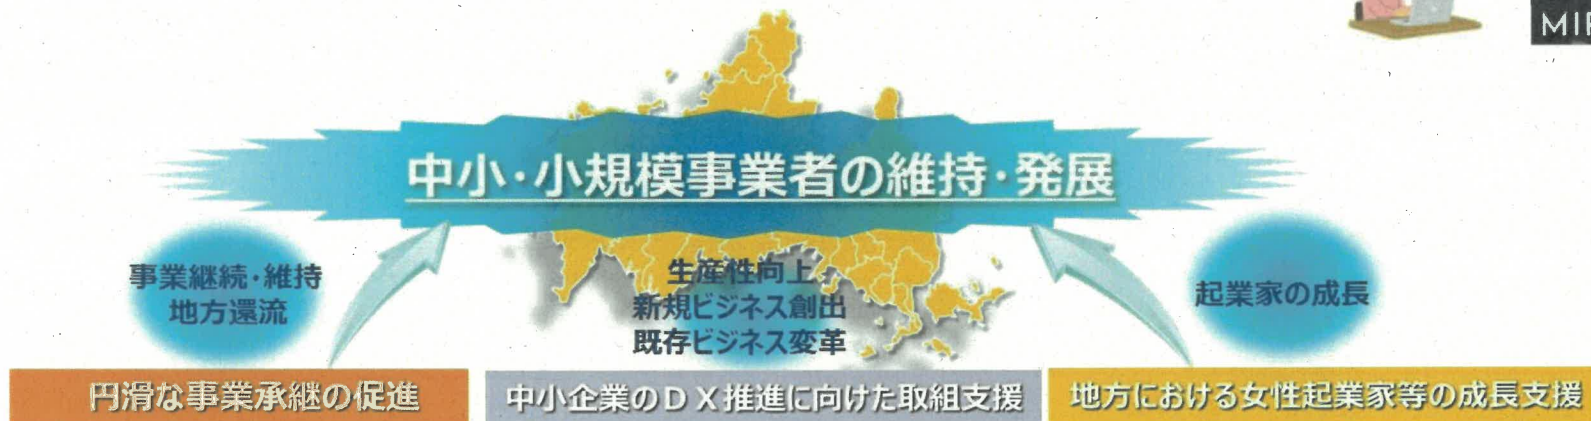 MIR
中小・小規模事業者の維持・発展
事業継続・維持
地方還流
生産性向上
新規ビジネス創出
既存ビジネス変革
起業家の成長
円滑な事業承継の促進
中小企業のＤＸ推進に向けた取組支援
地方における女性起業家等の成長支援